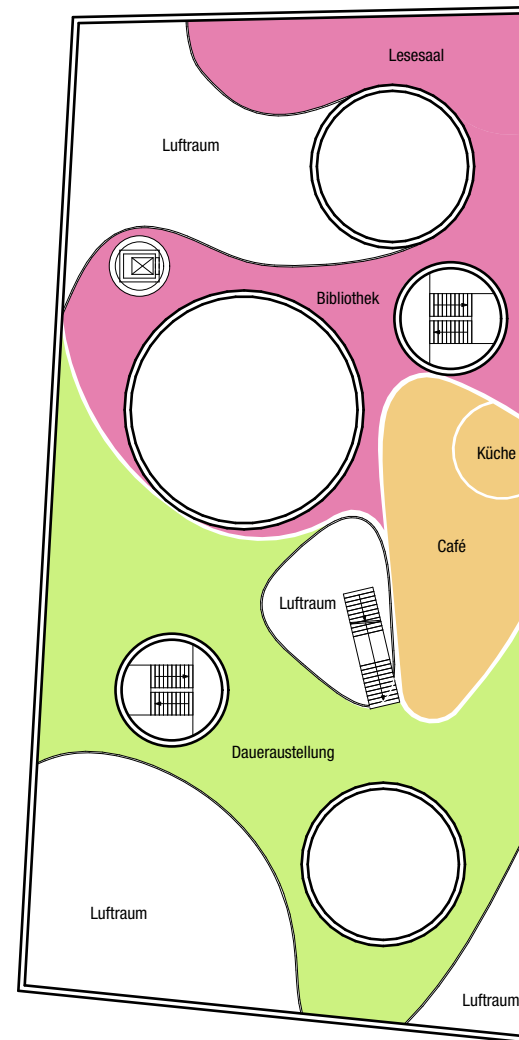 Lesesaal
Luftraum
Bibliothek
Küche
Café
Luftraum
Daueraustellung
Luftraum
Luftraum